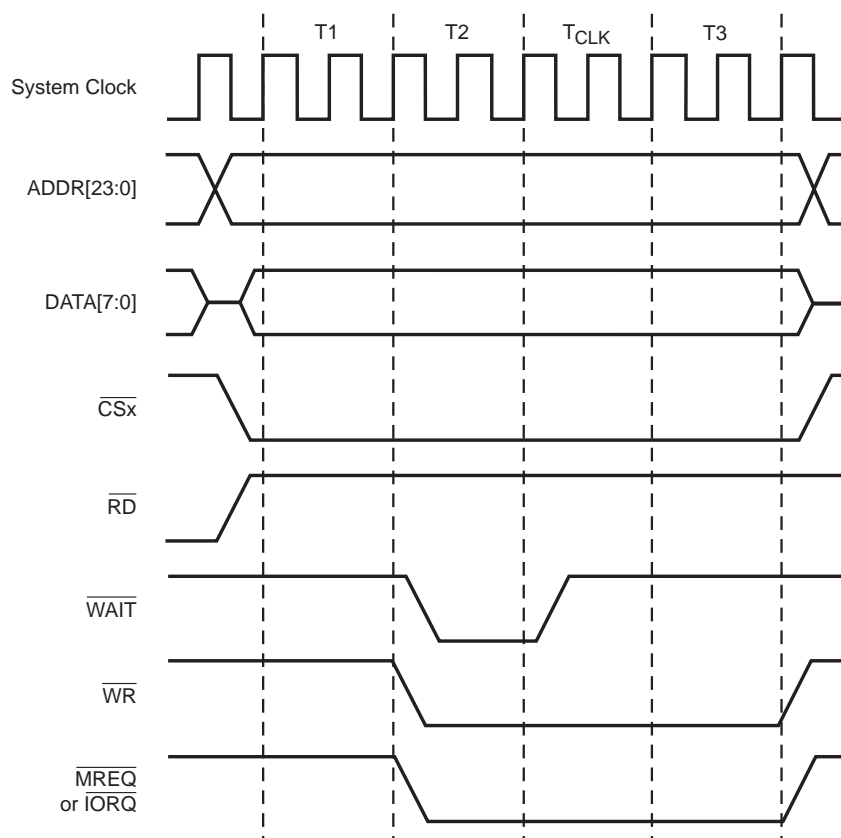 T1 T2 TCLK T3
System Clock
ADDR[23:0]
DATA[7:0]
CSx
RD
WAIT
WR
MREQ
or IORQ